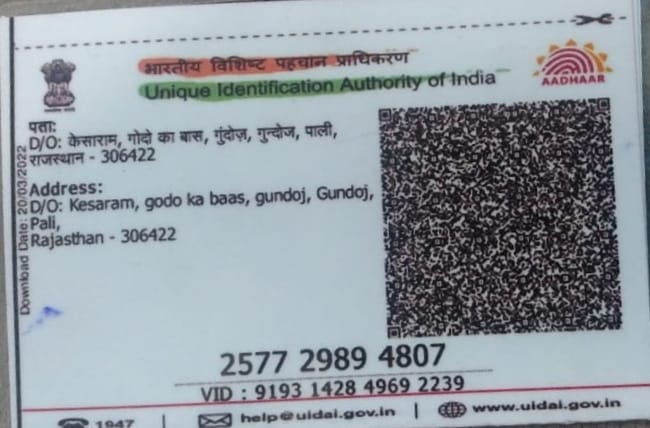 भारतीय विशिष्ट पहचान प्राधिकरण
Unique Identification Authority of India
AADHAAR
पता:
D/O: केसाराम, गोदो का बास, गुंदोज़, गुन्दोज, पाली,
राजस्थान - 306422
Address:
D/O: Kesaram, godo ka baas, gundoj, Gundoj,
Pali,
Rajasthan - 306422
Download Date: 20/03/2022
2577 2989 4807
VID : 9193 1428 4969 2239
1947
help@uidai.gov.in
www.uidai.gov.in